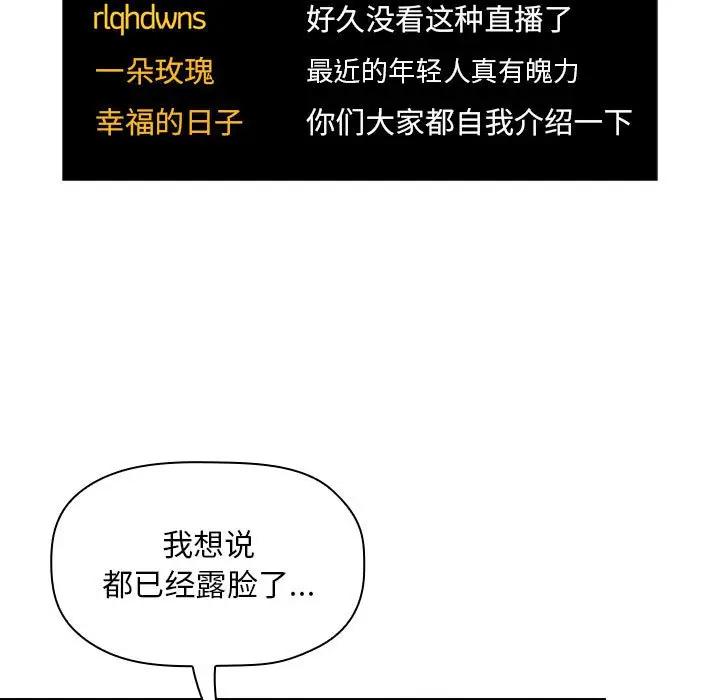 rlqhdwns 好久没看这种直播了
一朵玫瑰 最近的年轻人真有魄力
幸福的日子 你们大家都自我介绍一下
我想说
都已经露脸了...